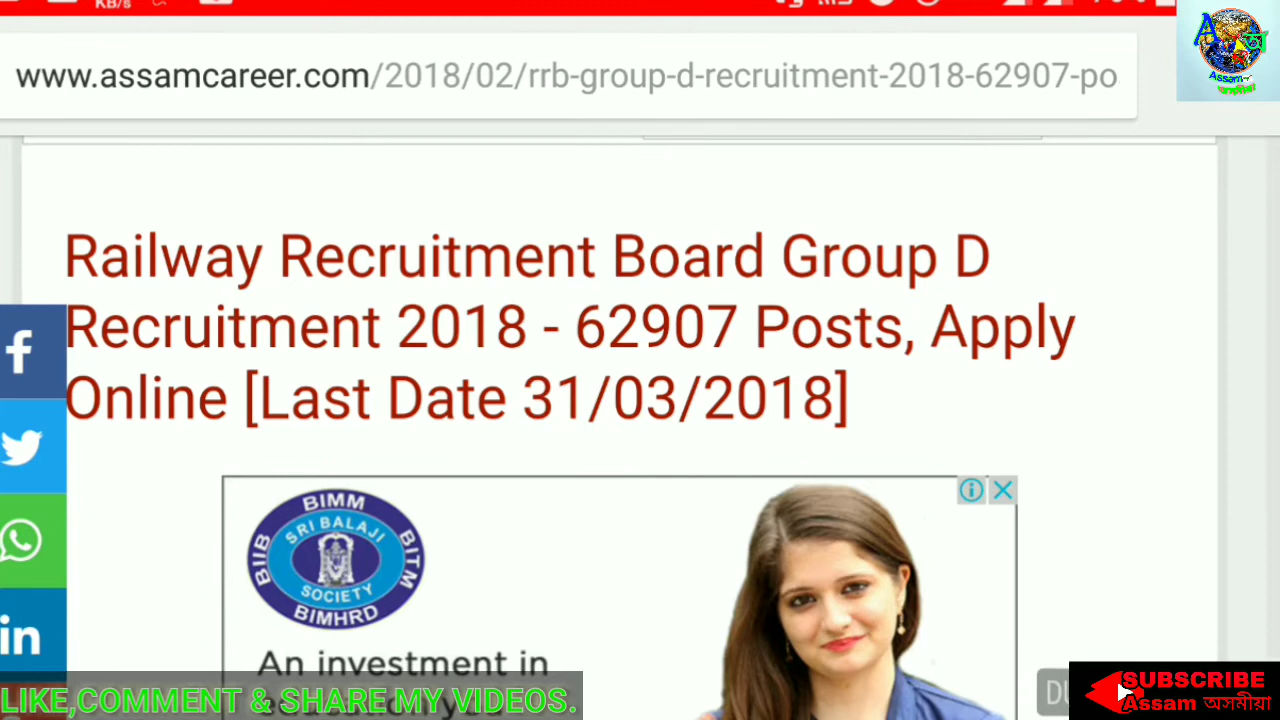 KB/s
www.assamcareer.com/2018/02/rrb-group-d-recruitment-2018-62907-po
Railway Recruitment Board Group D
Recruitment 2018 - 62907 Posts, Apply
Online [Last Date 31/03/2018]
BIMM
SRI BALAJI
BIIB
BITM
SOCIETY
BIMHRD
An investment in
LIKE,COMMENT & SHARE MY VIDEOS.
SUBSCRIBE
Assam অসমীয়া